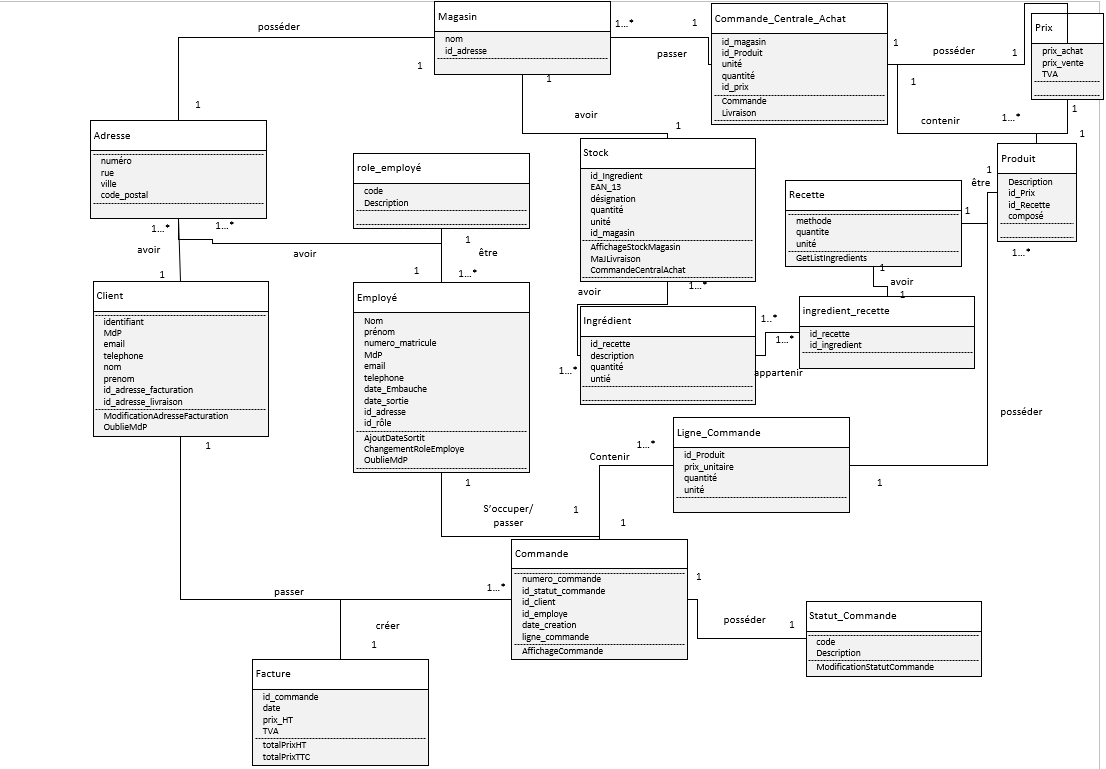 Magasin
nom
id_adresse
posséder
1
1
1...*
1
passer
Commande_Centrale_Achat
id_magasin
id_Produit
unité
quantité
id_prix
Commande
Livraison
1
posséder
1
Prix
prix_achat
prix_vente
TVA
1
contenir
1...*
1
1
1
avoir
1
Adresse
numéro
rue
ville
code_postal
role_employé
code
Description
Stock
id_Ingredient
EAN_13
désignation
quantité
unité
id_magasin
AffichageStockMagasin
MaJLivraison
CommandeCentralAchat
Recette
methode
quantite
unité
GetListIngredients
1
être
1
Produit
Description
id_Prix
id_Recette
composé
1...*
1...*
1...*
avoir
1
avoir
1
être
1
1...*
avoir
1...*
1
avoir
1
Client
identifiant
MdP
email
telephone
nom
prenom
id_adresse_facturation
id_adresse_livraison
ModificationAdresseFacturation
OublieMdP
1
Employé
Nom
prénom
numero_matricule
MdP
email
telephone
date_Embauche
date_sortie
id_adresse
id_rôle
AjoutDateSortit
ChangementRoleEmploye
OublieMdP
1
Ingrédient
id_recette
description
quantité
untié
1...*
1..*
1...*
appartenir
ingredient_recette
id_recette
id_ingredient
posséder
Ligne_Commande
id_Produit
prix_unitaire
quantité
unité
Contenir
1...*
1
S'occuper/
passer
1
1
Commande
numero_commande
id_statut_commande
id_client
id_employe
date_creation
ligne_commande
AffichageCommande
passer
1...*
1
posséder
1
Statut_Commande
code
Description
ModificationStatutCommande
créer
1
Facture
id_commande
date
prix_HT
TVA
totalPrixHT
totalPrixTTC